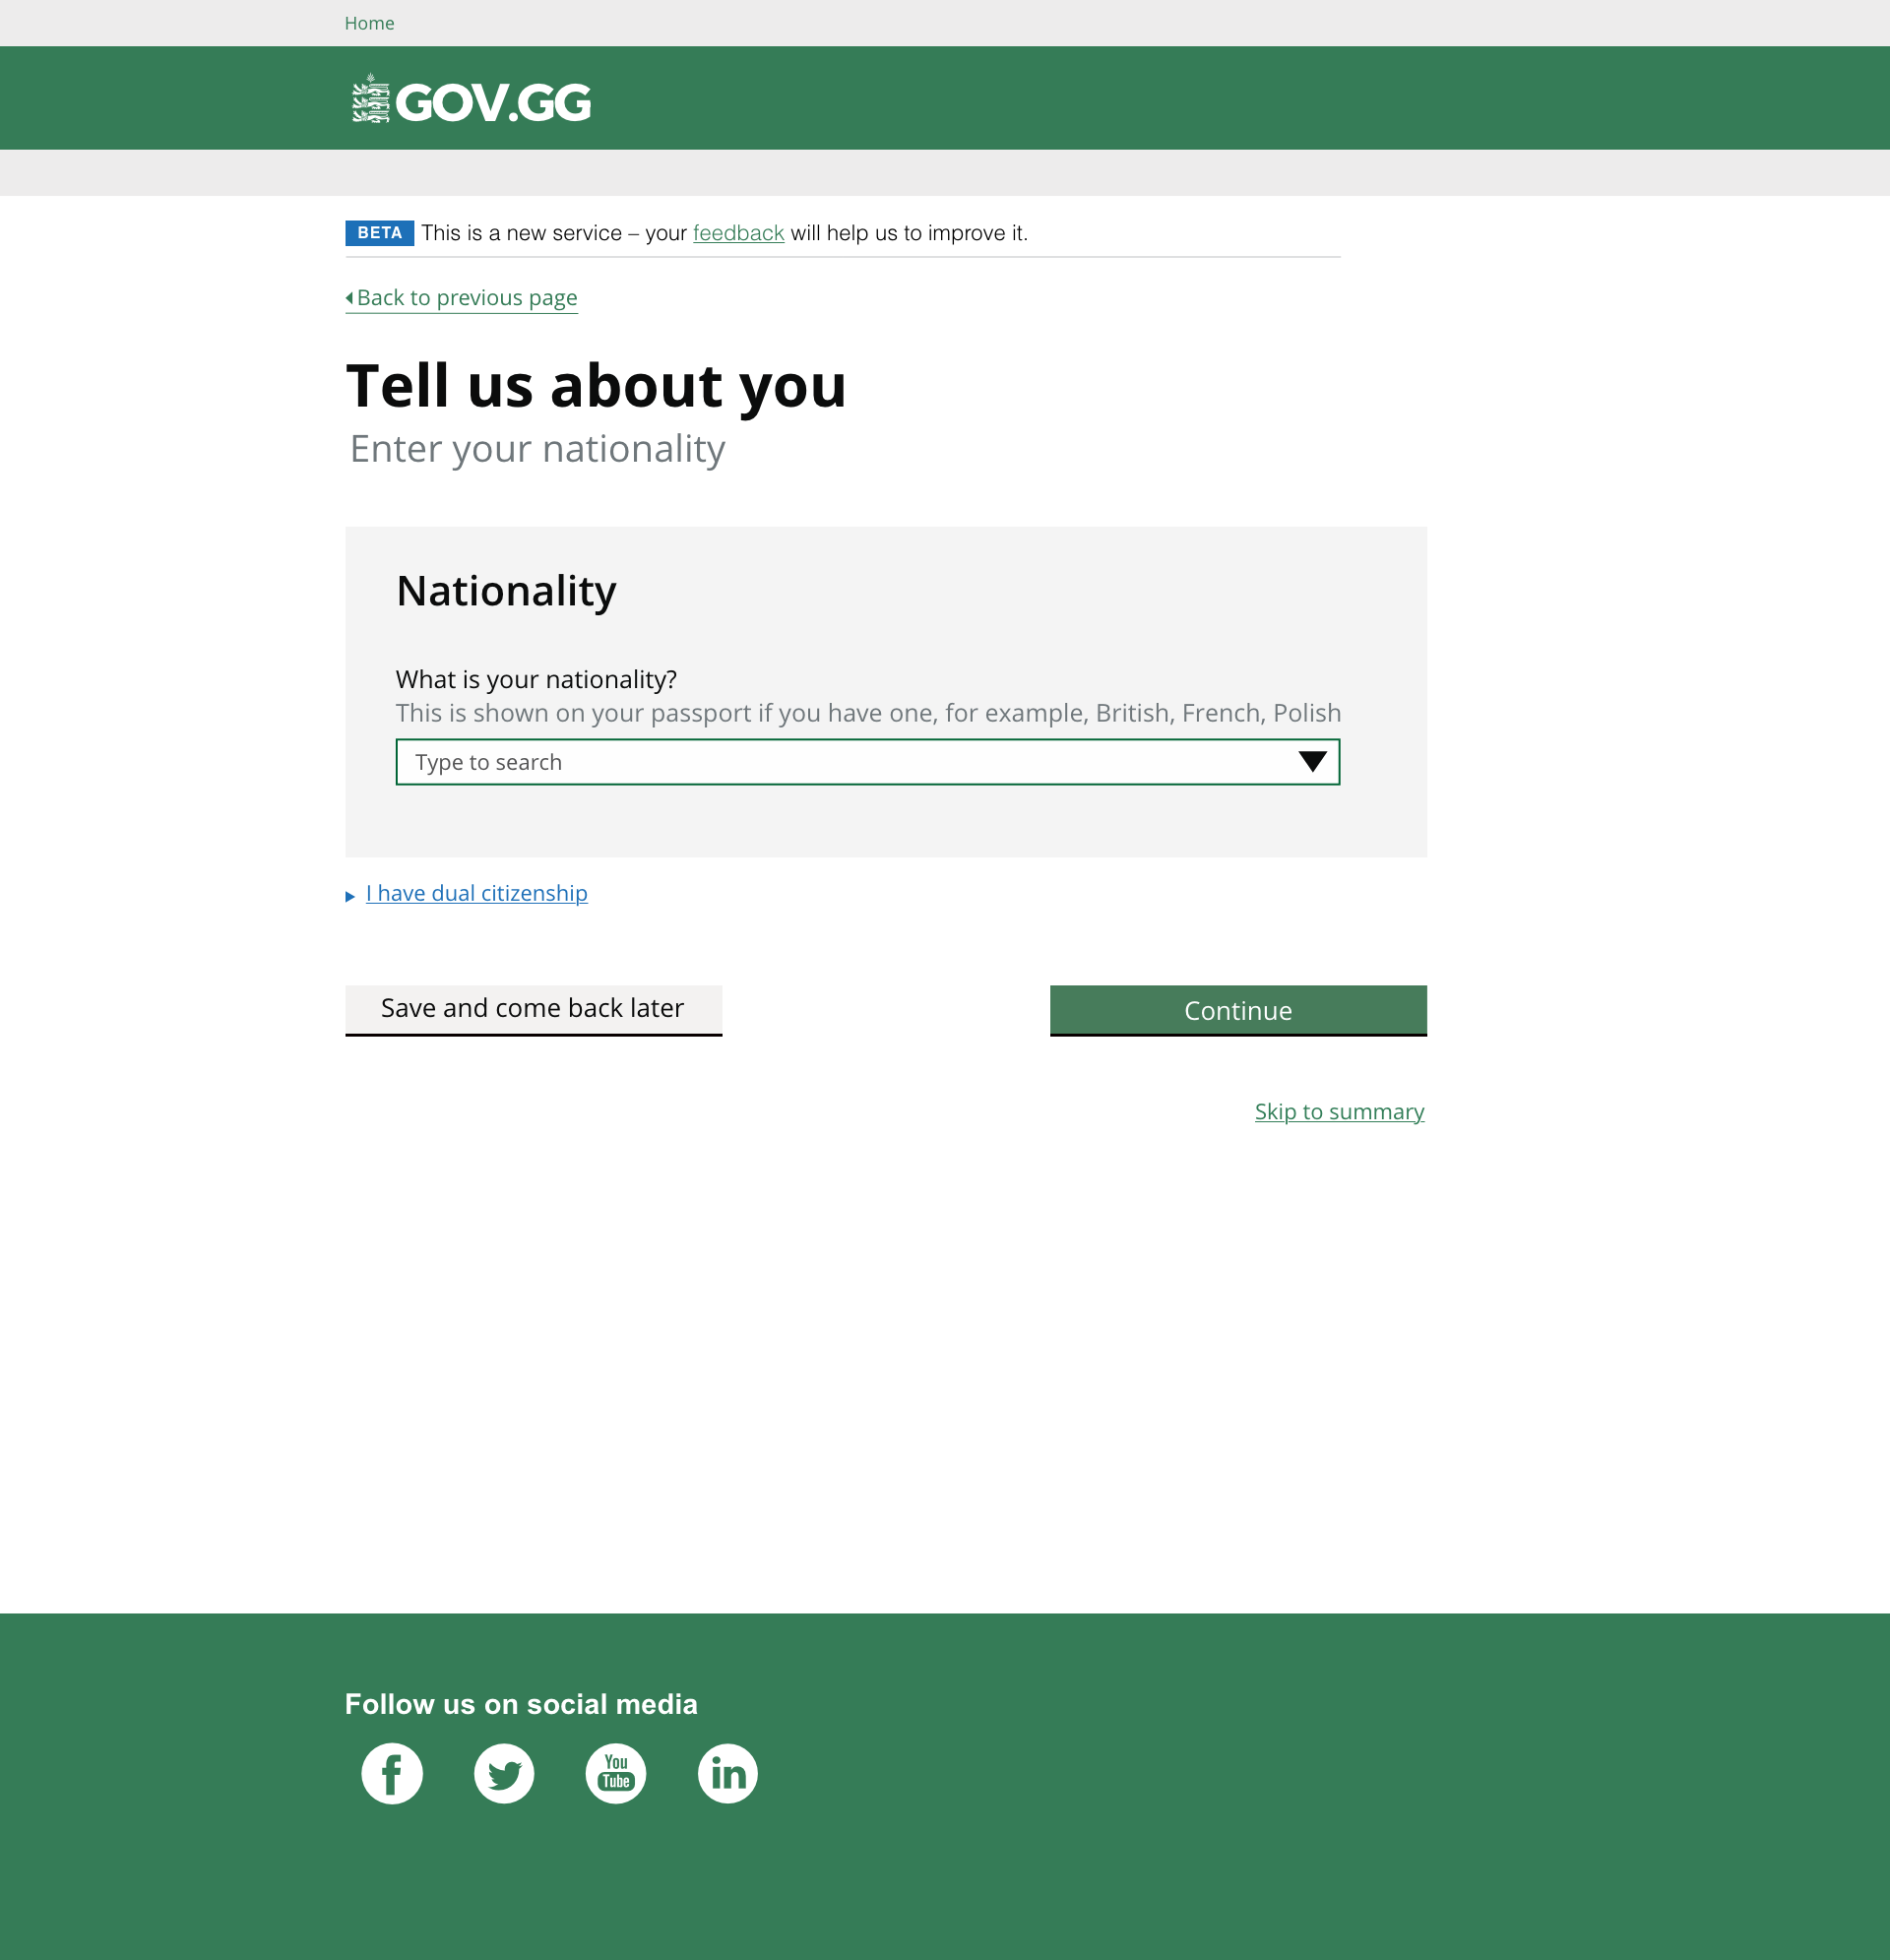 Home
GOV.GG
BETA This is a new service – your feedback will help us to improve it.
Back to previous page
Tell us about you
Enter your nationality
Nationality
What is your nationality?
This is shown on your passport if you have one, for example, British, French, Polish
Type to search
I have dual citizenship
Save and come back later
Continue
Skip to summary
Follow us on social media
f
You
Tube
in